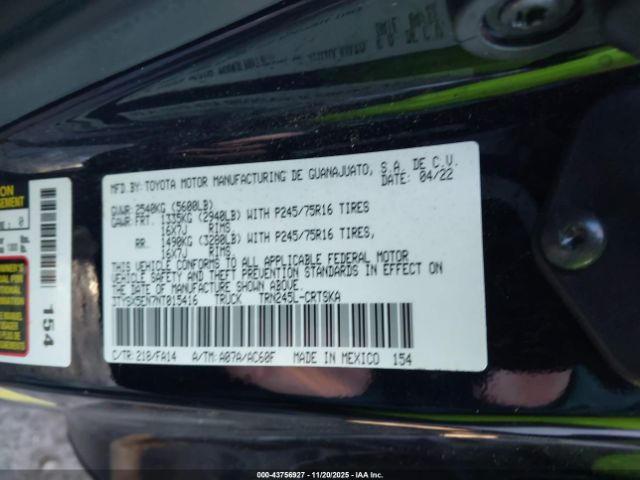 MFD.BY: TOYOTA MOTOR MANUFACTURING DE GUANAJUATO, S.A. DE C.V.
04/22
GVWR: 2540KG (5600LB)
GAWR: FRT. 1335KG (2940LB) WITH P245/75R16 TIRES
16X7J RIMS,
RR. 1490KG (3280LB) WITH P245/75R16 TIRES,
16X7J RIMS
THIS VEHICLE CONFORMS TO ALL APPLICABLE FEDERAL MOTOR
VEHICLE SAFETY AND THEFT PREVENTION STANDARDS IN EFFECT ON
THE DATE OF MANUFACTURE SHOWN ABOVE.
3TYSX5EN7NT015416 TRUCK TRN245L-CRTSKA
C/TR: 218/FA14 A/TM: A07A/AC60F MADE IN MEXICO 154
154
00-43756927 - 11/20/2025 - IAA Inc.